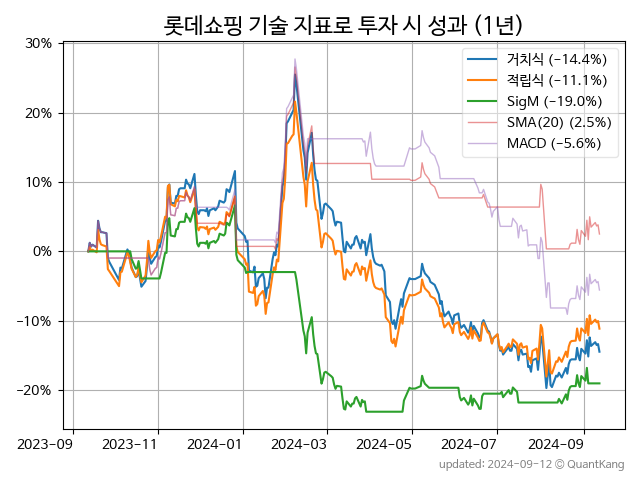 롯데쇼핑 기술 지표로 투자 시 성과 (1년)
30%
20%
10%
0%
−10%
−20%
거치식 (−14.4%)
적립식 (−11.1%)
SigM (−19.0%)
SMA(20) (2.5%)
MACD (−5.6%)
2023-09 2023-11 2024-01 2024-03 2024-05 2024-07 2024-09
updated: 2024-09-12 © QuantKang